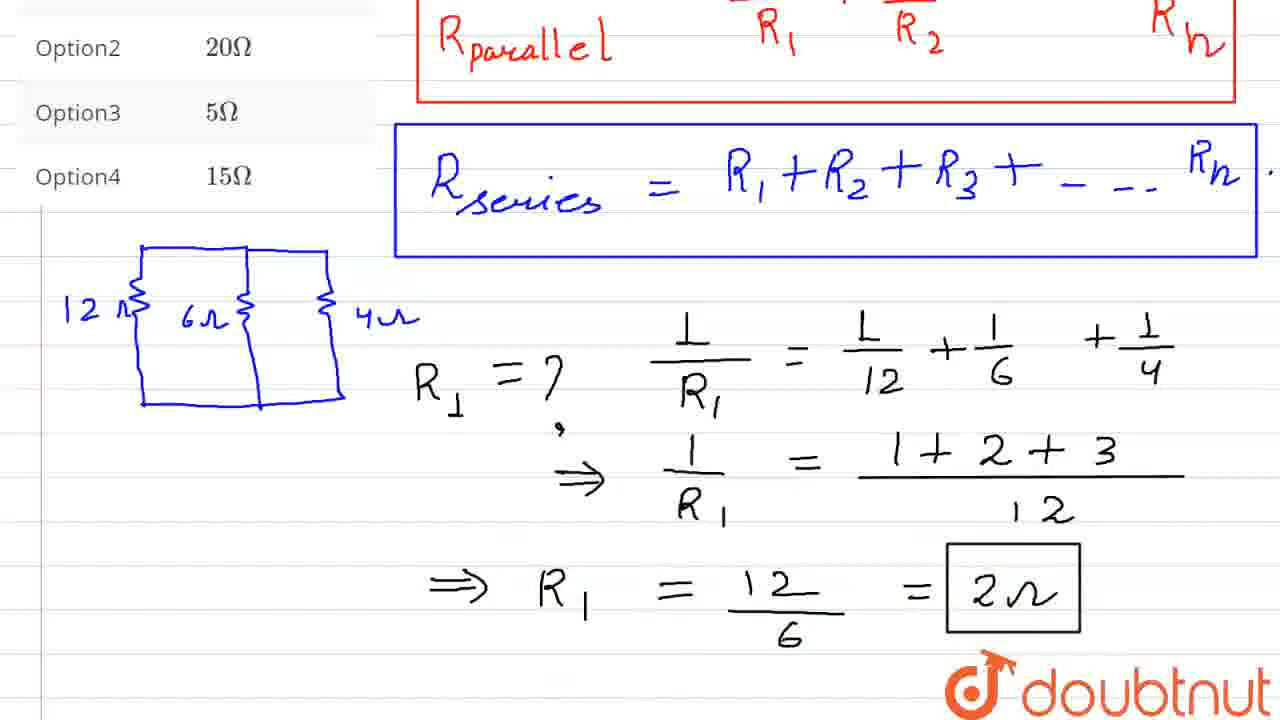 Option2 20Ω
Option3 5Ω
Option4 15Ω
R parallel R1 R2 Rn
Rseries = R1 + R2 + R3 + - - - Rn .
12Ω 6Ω 4Ω
R1 = ? 1/R1 = 1/12 + 1/6 + 1/4
⇒ 1/R1 = 1 + 2 + 3 / 12
⇒ R1 = 12/6 = 2Ω
doubtnut